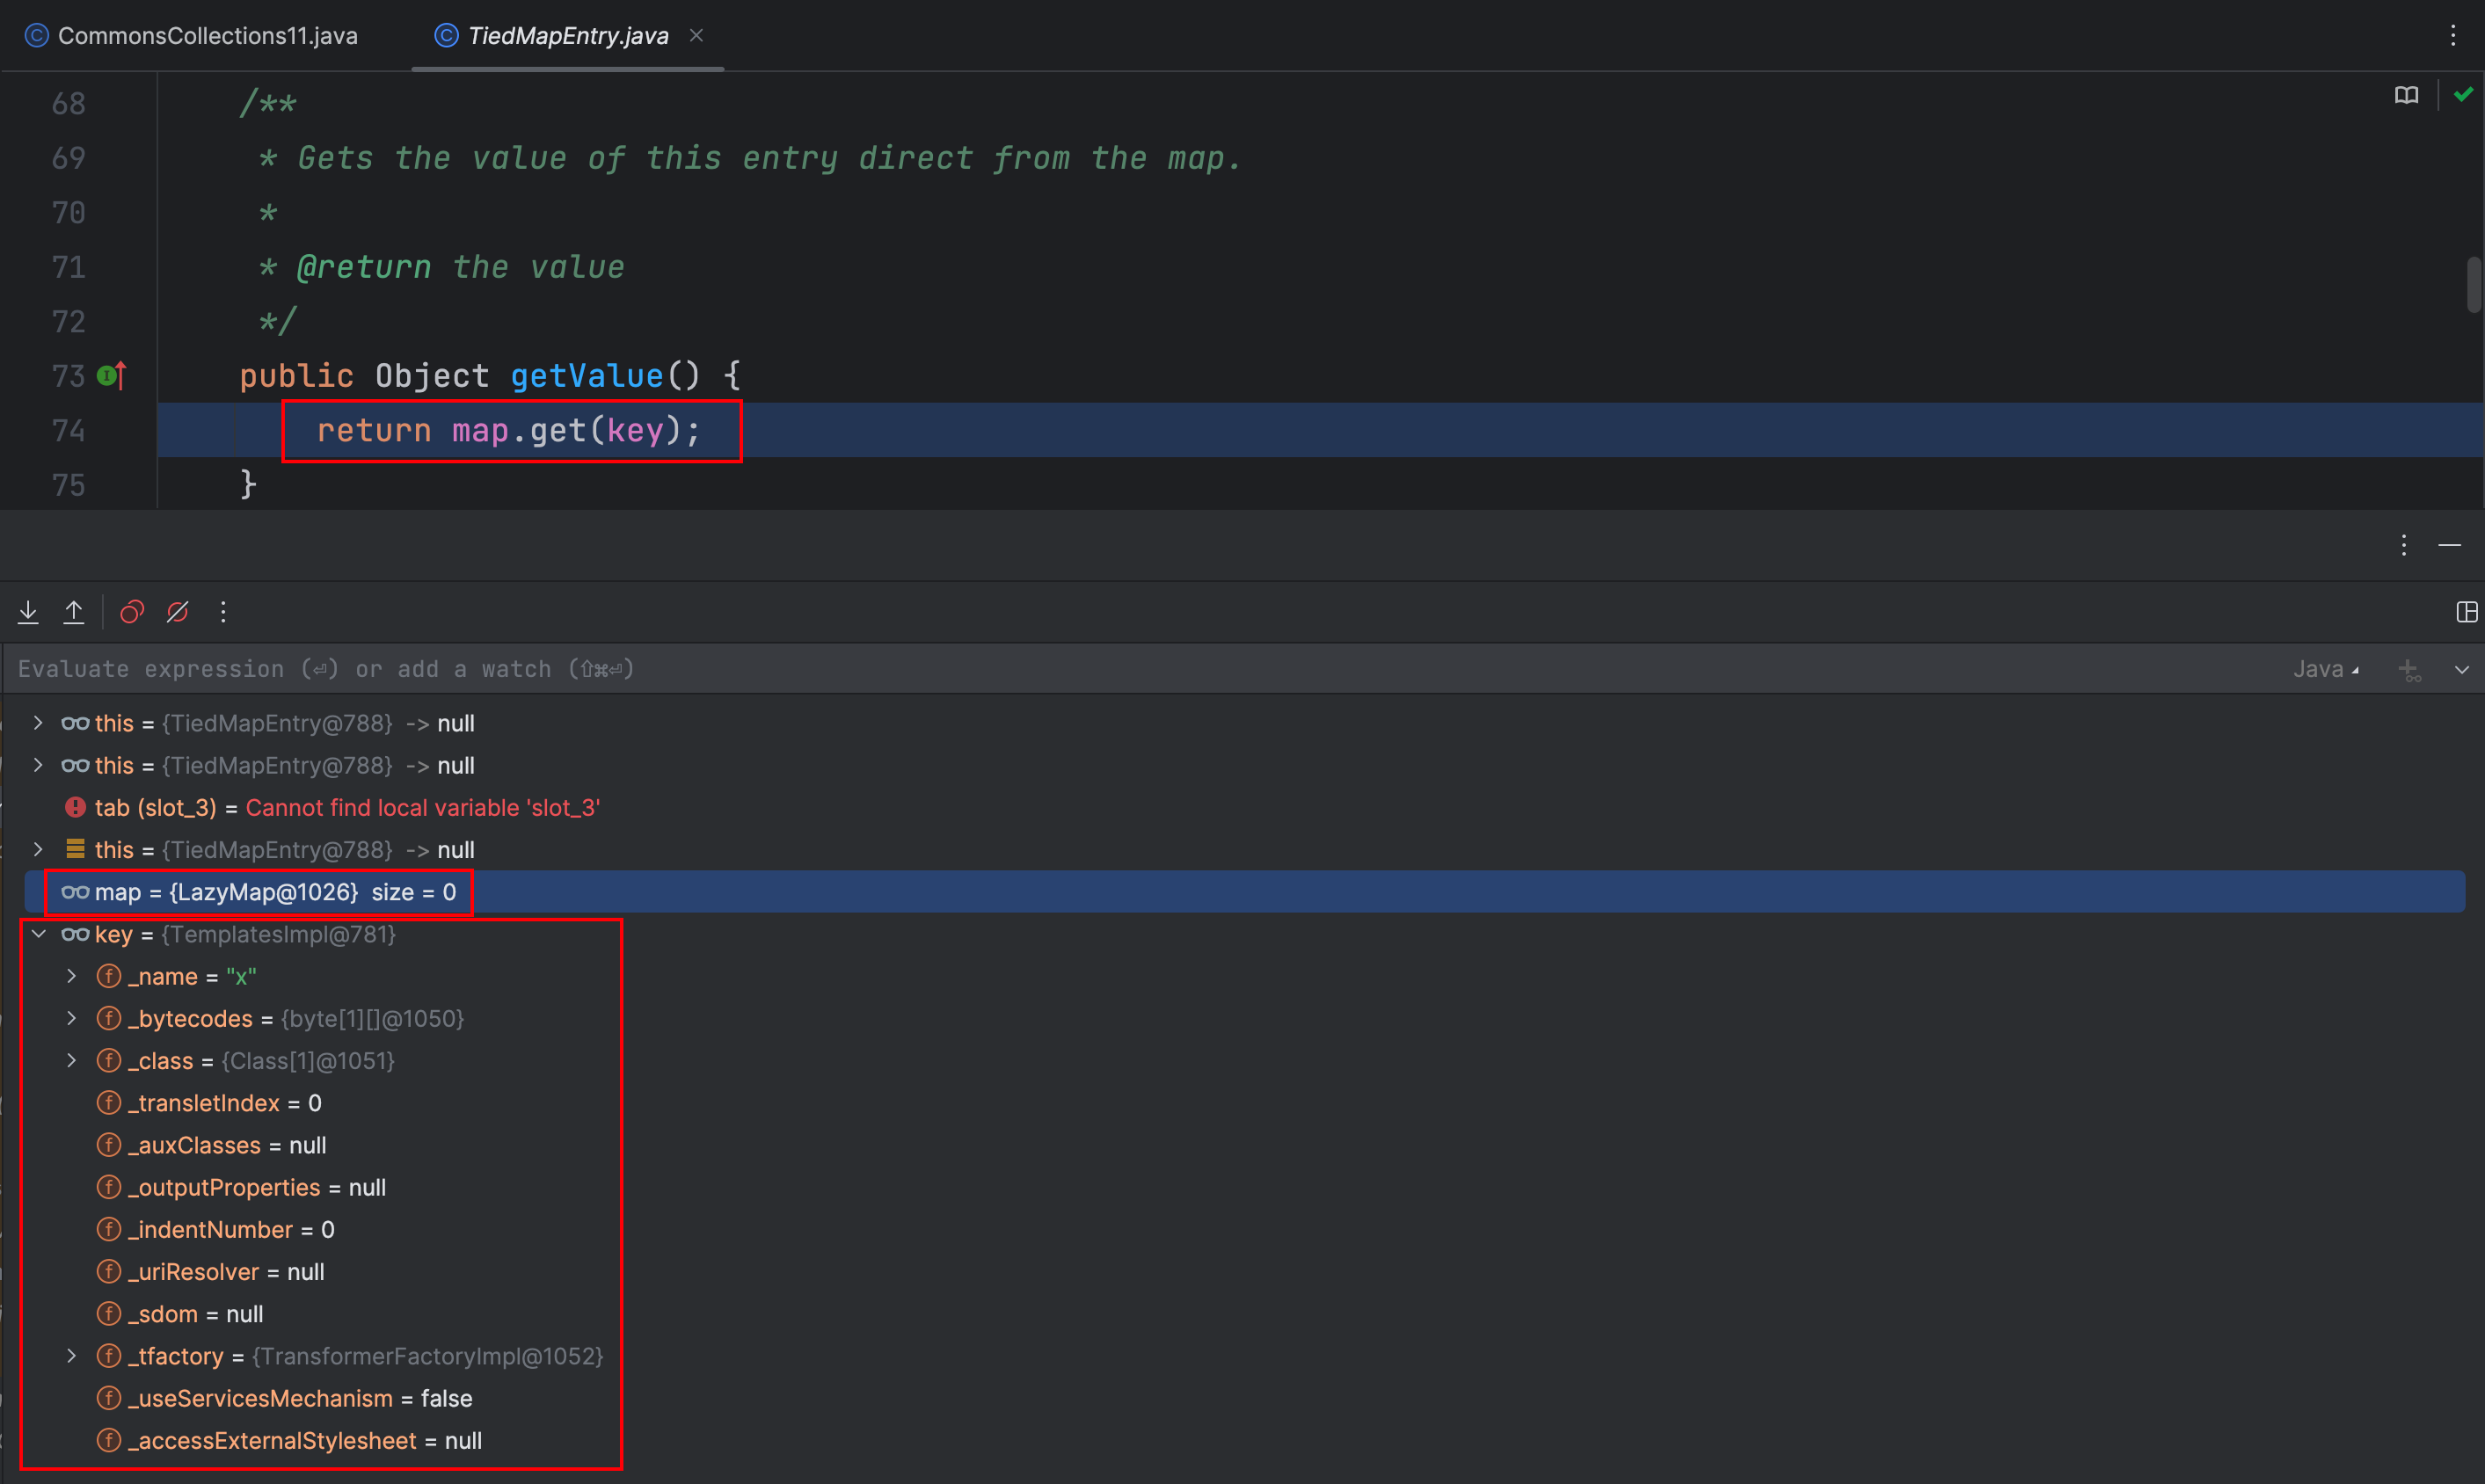 CommonsCollections11.java TiedMapEntry.java
68 /**
69 * Gets the value of this entry direct from the map.
70 *
71 * @return the value
72 */
73 public Object getValue() {
74 return map.get(key);
75 }
Evaluate expression (⏎) or add a watch (⇧⌘⏎) Java
this = {TiedMapEntry@788} -> null
this = {TiedMapEntry@788} -> null
tab (slot_3) = Cannot find local variable 'slot_3'
this = {TiedMapEntry@788} -> null
map = {LazyMap@1026} size = 0
key = {TemplatesImpl@781}
_name = "x"
_bytecodes = {byte[1][]@1050}
_class = {Class[1]@1051}
_transletIndex = 0
_auxClasses = null
_outputProperties = null
_indentNumber = 0
_uriResolver = null
_sdom = null
_tfactory = {TransformerFactoryImpl@1052}
_useServicesMechanism = false
_accessExternalStylesheet = null